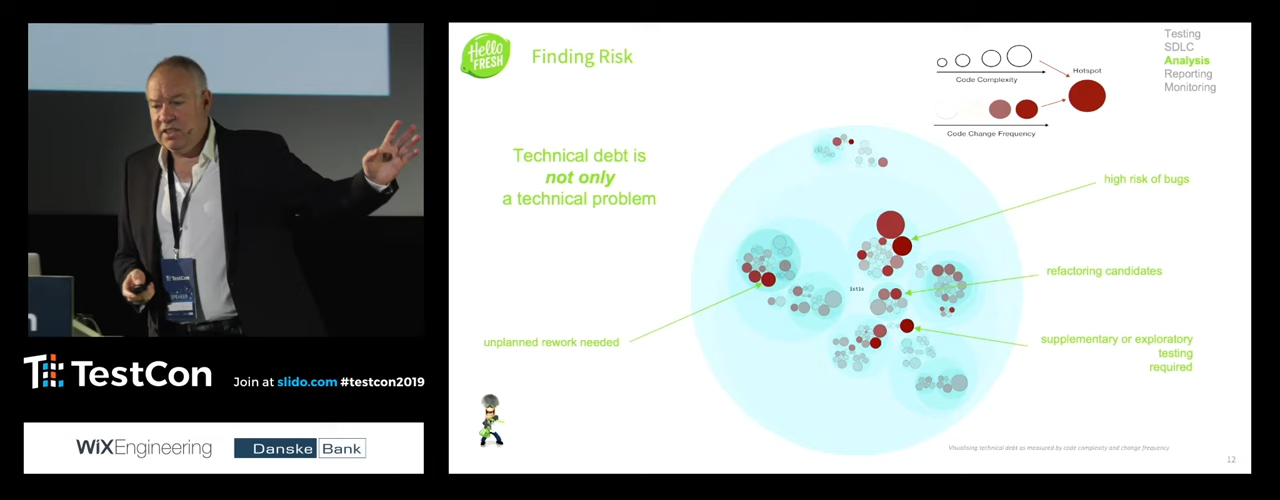 TestCon
TestCon
Join at slido.com #testcon2019
WiXEngineering
Danske Bank
Hello
FRESH
Finding Risk
Testing
SDLC
Analysis
Reporting
Monitoring
Code Complexity
Hotspot
Code Change Frequency
Technical debt is
not only
a technical problem
high risk of bugs
refactoring candidates
istio
unplanned rework needed
supplementary or exploratory
testing
required
Visualising technical debt as measured by code complexity and change frequency
12